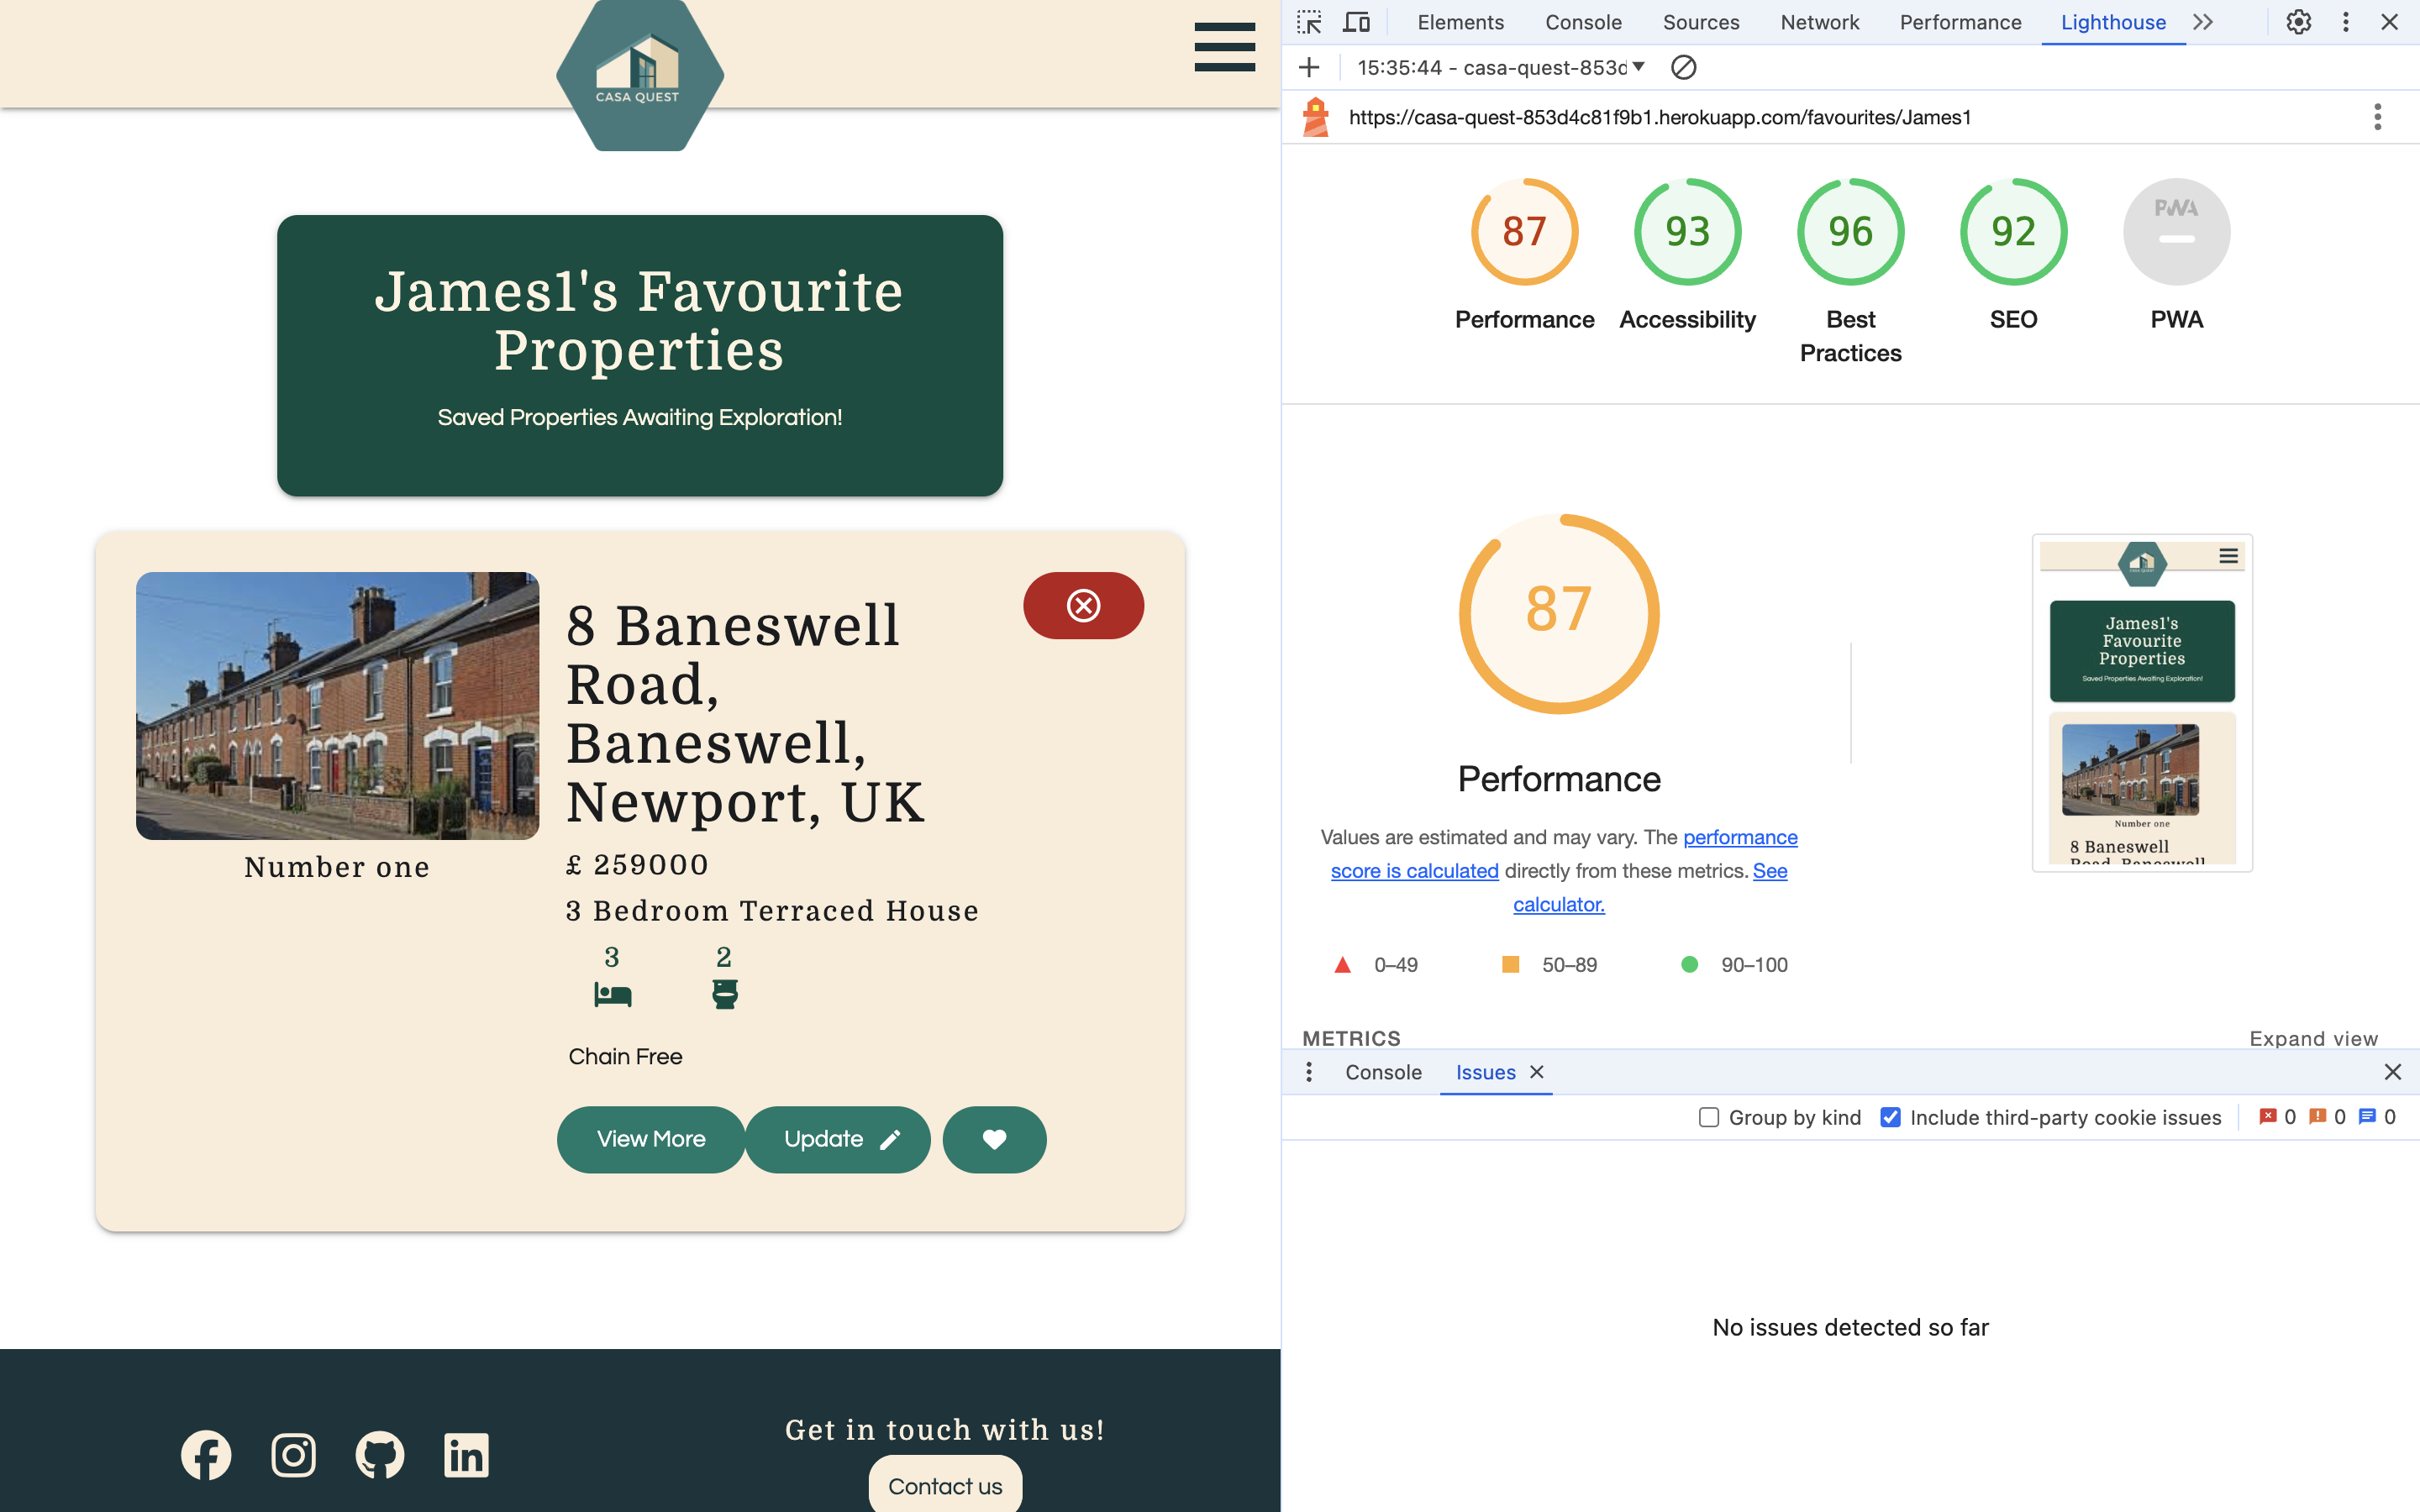 CASA QUEST
James1's Favourite
Properties
Saved Properties Awaiting Exploration!
Number one
8 Baneswell
Road,
Baneswell,
Newport, UK
£ 259000
3 Bedroom Terraced House
3 2
Chain Free
View More Update
Get in touch with us!
Contact us
Elements Console Sources Network Performance Lighthouse
15:35:44 - casa-quest-853d
https://casa-quest-853d4c81f9b1.herokuapp.com/favourites/James1
87 93 96 92 PWA
Performance Accessibility Best Practices SEO PWA
87
Performance
Values are estimated and may vary. The performance
score is calculated directly from these metrics. See
calculator.
0–49 50–89 90–100
CASA QUEST
James1's
Favourite
Properties
Saved Properties Awaiting Exploration!
Number one
8 Baneswell
Road, Baneswell
METRICS Expand view
Console Issues
Group by kind Include third-party cookie issues 0 0 0
No issues detected so far